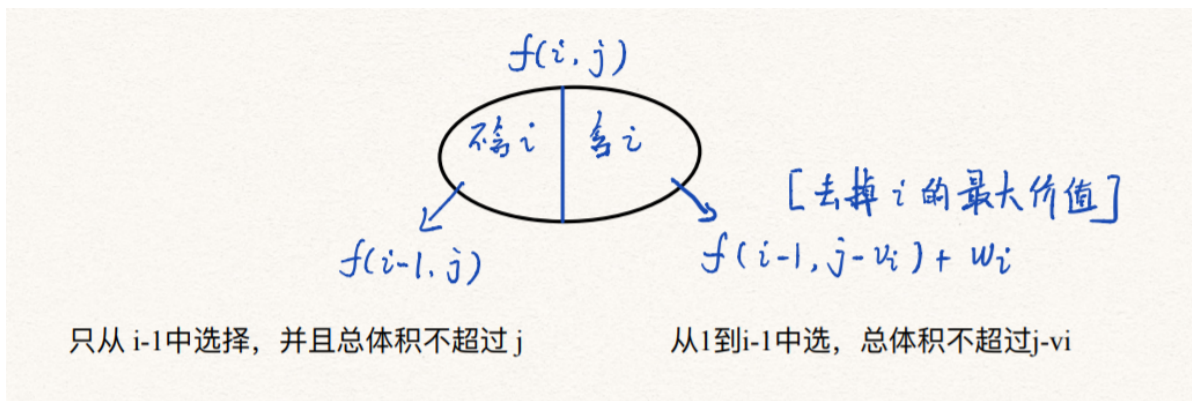 f(i,j)
不含i 含i
[去掉i的最大价值]
f(i-1,j) f(i-1,j-vi)+wi
只从 i-1中选择，并且总体积不超过 j 从1到i-1中选，总体积不超过j-vi